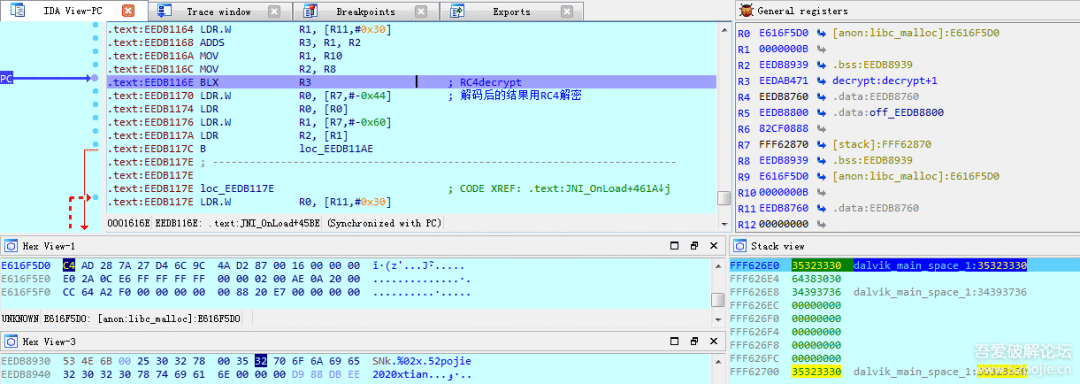 IDA View-PC
Trace window
Breakpoints
Exports
.text:EEDB1164 LDR.W R1, [R11,#0x30]
.text:EEDB1168 ADDS R3, R1, R2
.text:EEDB116A MOV R1, R10
.text:EEDB116C MOV R2, R8
PC
.text:EEDB116E BLX R3 ; RC4decrypt
.text:EEDB1170 LDR.W R0, [R7,#-0x44] ; 解码后的结果用RC4解密
.text:EEDB1174 LDR R0, [R0]
.text:EEDB1176 LDR.W R1, [R7,#-0x60]
.text:EEDB117A LDR R2, [R1]
.text:EEDB117C B loc_EEDB11AE
.text:EEDB117E ; ---------------------------------------------------------------------------
.text:EEDB117E
.text:EEDB117E loc_EEDB117E ; CODE XREF: .text:JNI_OnLoad+461A↓j
.text:EEDB117E LDR.W R0, [R11,#0x30]
0001616E EEDB116E: .text:JNI_OnLoad+45BE (Synchronized with PC)
General registers
R0 E616F5D0 [anon:libc_malloc]:E616F5D0
R1 0000000B
R2 EEDB8939 .bss:EEDB8939
R3 EEDAB471 decrypt:decrypt+1
R4 EEDB8760 .data:EEDB8760
R5 EEDB8800 .data:off_EEDB8800
R6 82CF0888
R7 FFF62870 [stack]:FFF62870
R8 EEDB8939 .bss:EEDB8939
R9 E616F5D0 [anon:libc_malloc]:E616F5D0
R10 0000000B
R11 EEDB8760 .data:EEDB8760
R12 00000000
Hex View-1
E616F5D0 C4 AD 28 7A 27 D4 6C 9C 4A D2 87 00 16 00 00 00
E616F5E0 E0 2A 0C E6 FF FF FF FF 00 00 02 00 AE 0A 20 00
E616F5F0 CC 64 A2 F0 00 00 00 00 00 88 20 E7 00 00 00 00
UNKNOWN E616F5D0: [anon:libc_malloc]:E616F5D0
Hex View-3
EEDB8930 53 4E 6B 00 25 30 32 78 00 35 32 70 6F 6A 69 65 SNk.%02x.52pojie
EEDB8940 32 30 32 30 78 74 69 61 6E 00 00 00 D9 88 DB EE 2020xtian...
Stack view
FFF626E0 35323330 dalvik_main_space_1:35323330
FFF626E4 64383030
FFF626E8 34393736 dalvik_main_space_1:34393736
FFF626EC 00000000
FFF626F0 00000000
FFF626F4 00000000
FFF626F8 00000000
FFF626FC 00000000
FFF62700 35323330 dalvik_main_space_1:35323330
吾爱破解论坛
www.52pojie.cn